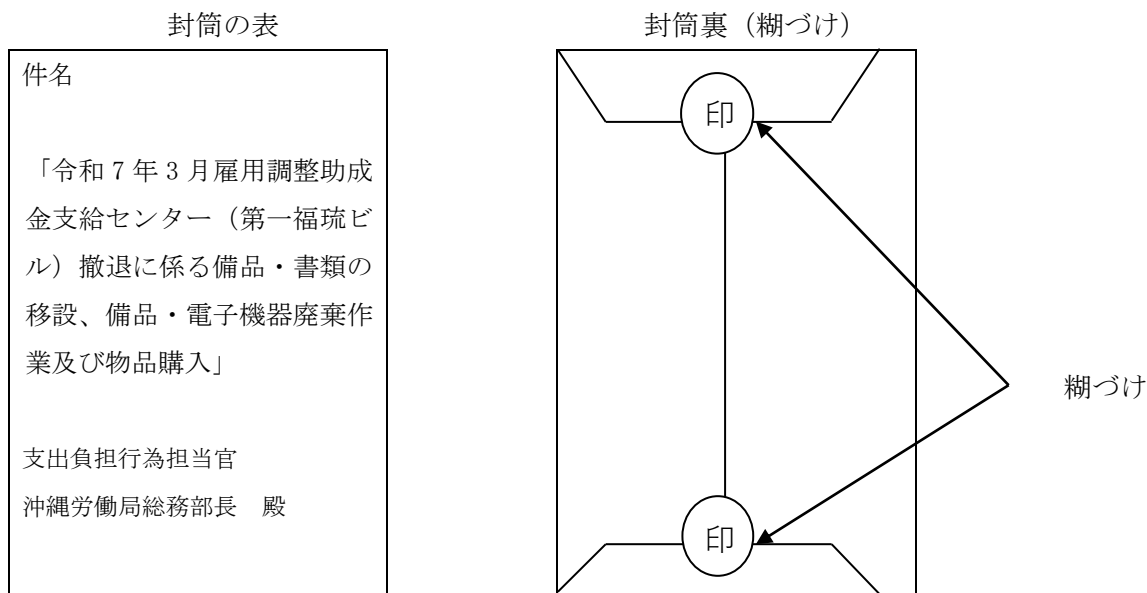 封筒の表
件名
「令和7年3月雇用調整助成
金支給センター（第一福琉ビ
ル）撤退に係る備品・書類の
移設、備品・電子機器廃棄作
業及び物品購入」
支出負担行為担当官
沖縄労働局総務部長　殿
封筒裏（糊づけ）
印
印
糊づけ